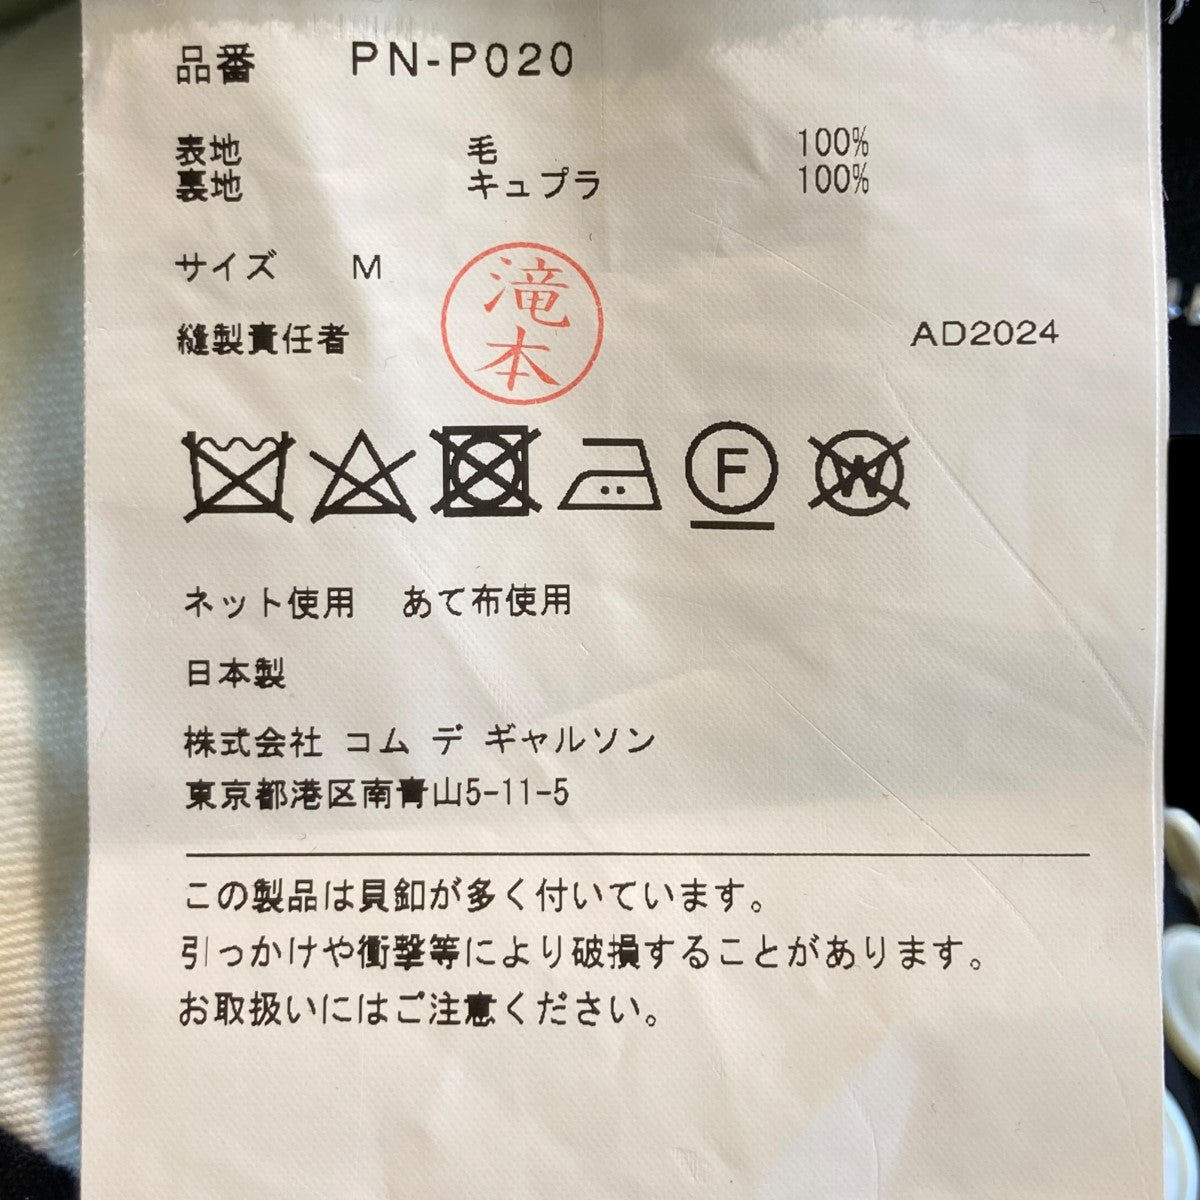 品番 PN-P020
表地 毛 100%
裏地 キュプラ 100%
サイズ M
滝
本
縫製責任者 AD2024
F W
ネット使用 あて布使用
日本製
株式会社 コム デ ギャルソン
東京都港区南青山5-11-5
この製品は貝釦が多く付いています。
引っかけや衝撃等により破損することがあります。
お取扱いにはご注意ください。